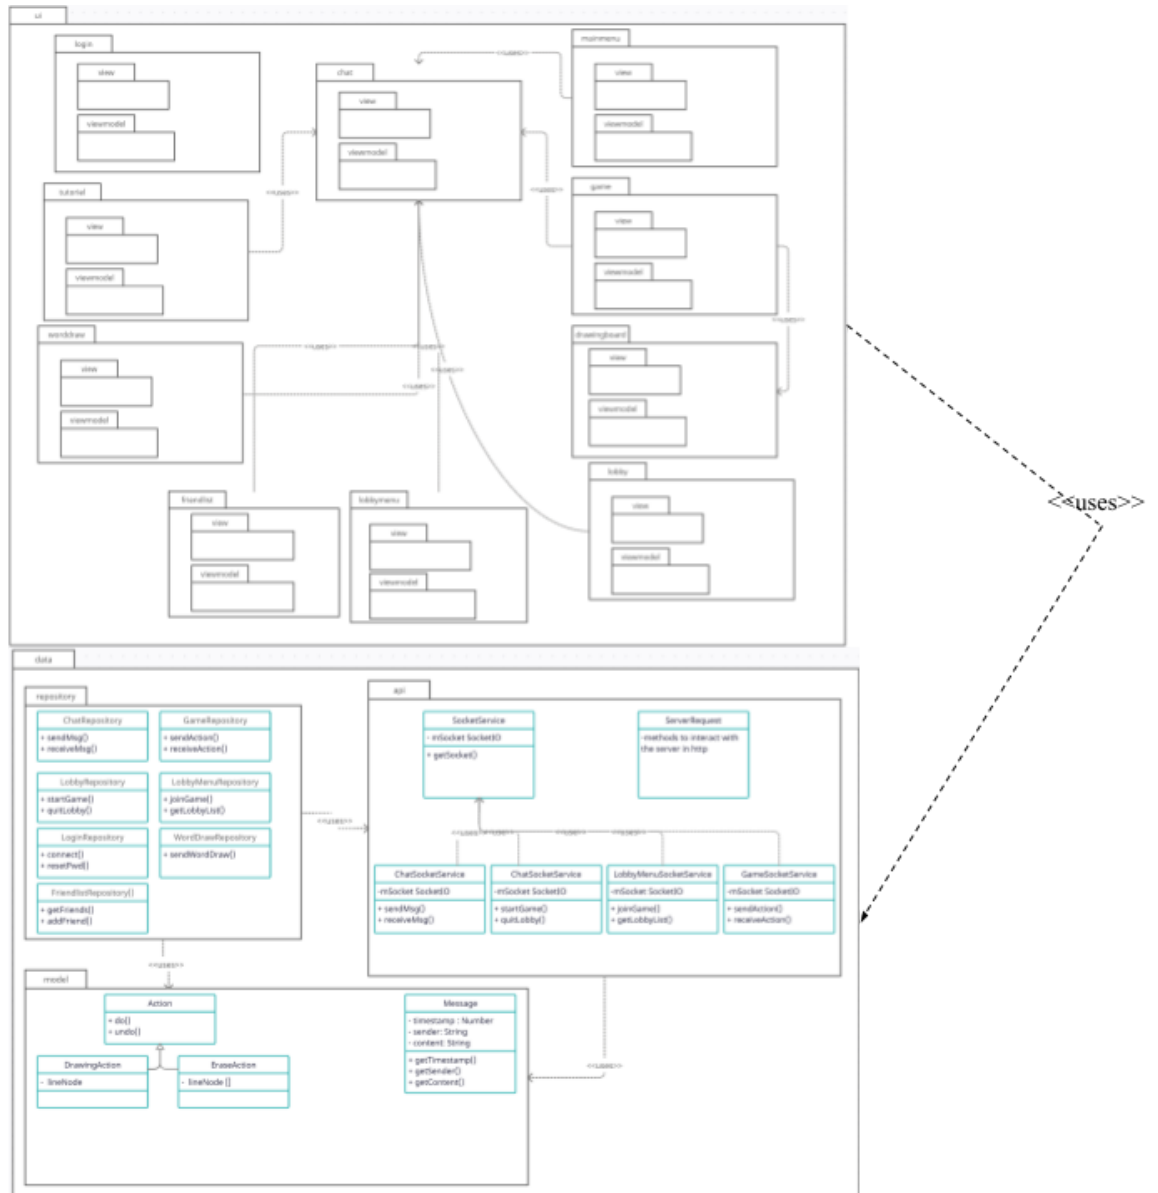 ui
login
view
viewmodel
mainmenu
view
viewmodel
<<uses>>
chat
view
viewmodel
tutorial
view
viewmodel
<<uses>>
game
view
viewmodel
<<uses>>
<<uses>>
worddraw
view
viewmodel
<<uses>>
<<uses>>
<<uses>>
<<uses>>
drawingboard
view
viewmodel
friendlist
view
viewmodel
lobbymenu
view
viewmodel
lobby
view
viewmodel
<<uses>>
data
repository
ChatRepository
+ sendMsg()
+ receiveMsg()
GameRepository
+ sendAction()
+ receiveAction()
LobbyRepository
+ startGame()
+ quitLobby()
LobbyMenuRepository
+ joinGame()
+ getLobbyList()
LoginRepository
+ connect()
+ resetPwd()
WordDrawRepository
+ sendWordDraw()
FriendlistRepository()
+ getFriends()
+ addFriend()
<<uses>>
api
SocketService
- mSocket SocketIO
+ getSocket()
ServerRequest
-methods to interact with
the server in http
<<uses>>
ChatSocketService
-mSocket SocketIO
+ sendMsg()
+ receiveMsg()
ChatSocketService
-mSocket SocketIO
+ startGame()
+ quitLobby()
LobbyMenuSocketService
-mSocket SocketIO
+ joinGame()
+ getLobbyList()
GameSocketService
-mSocket SocketIO
+ sendAction()
+ receiveAction()
<<uses>>
model
Action
+ do()
+ undo()
DrawingAction
- lineNode
EraseAction
- lineNode []
Message
- timestamp : Number
- sender: String
- content: String
+ getTimestamp()
+ getSender()
+ getContent()
<<uses>>